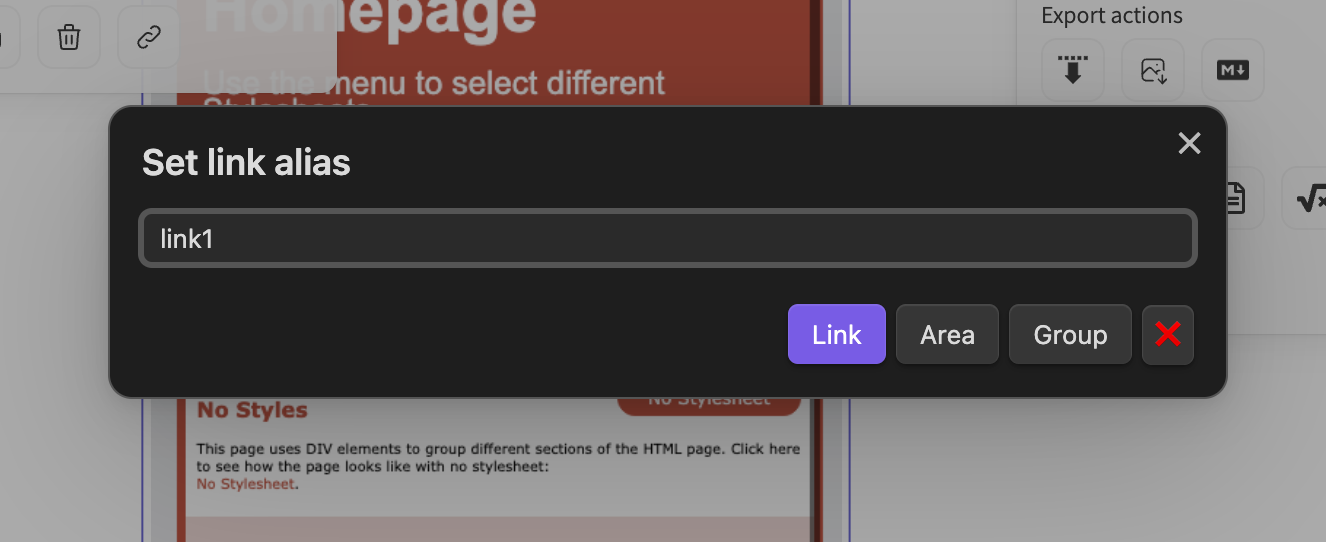 Homepage
Export actions
Use the menu to select different
Stylesheets
M
Set link alias
link1
Link
Area
Group
No Styles
No Stylesheet
This page uses DIV elements to group different sections of the HTML page. Click here
to see how the page looks like with no stylesheet:
No Stylesheet.